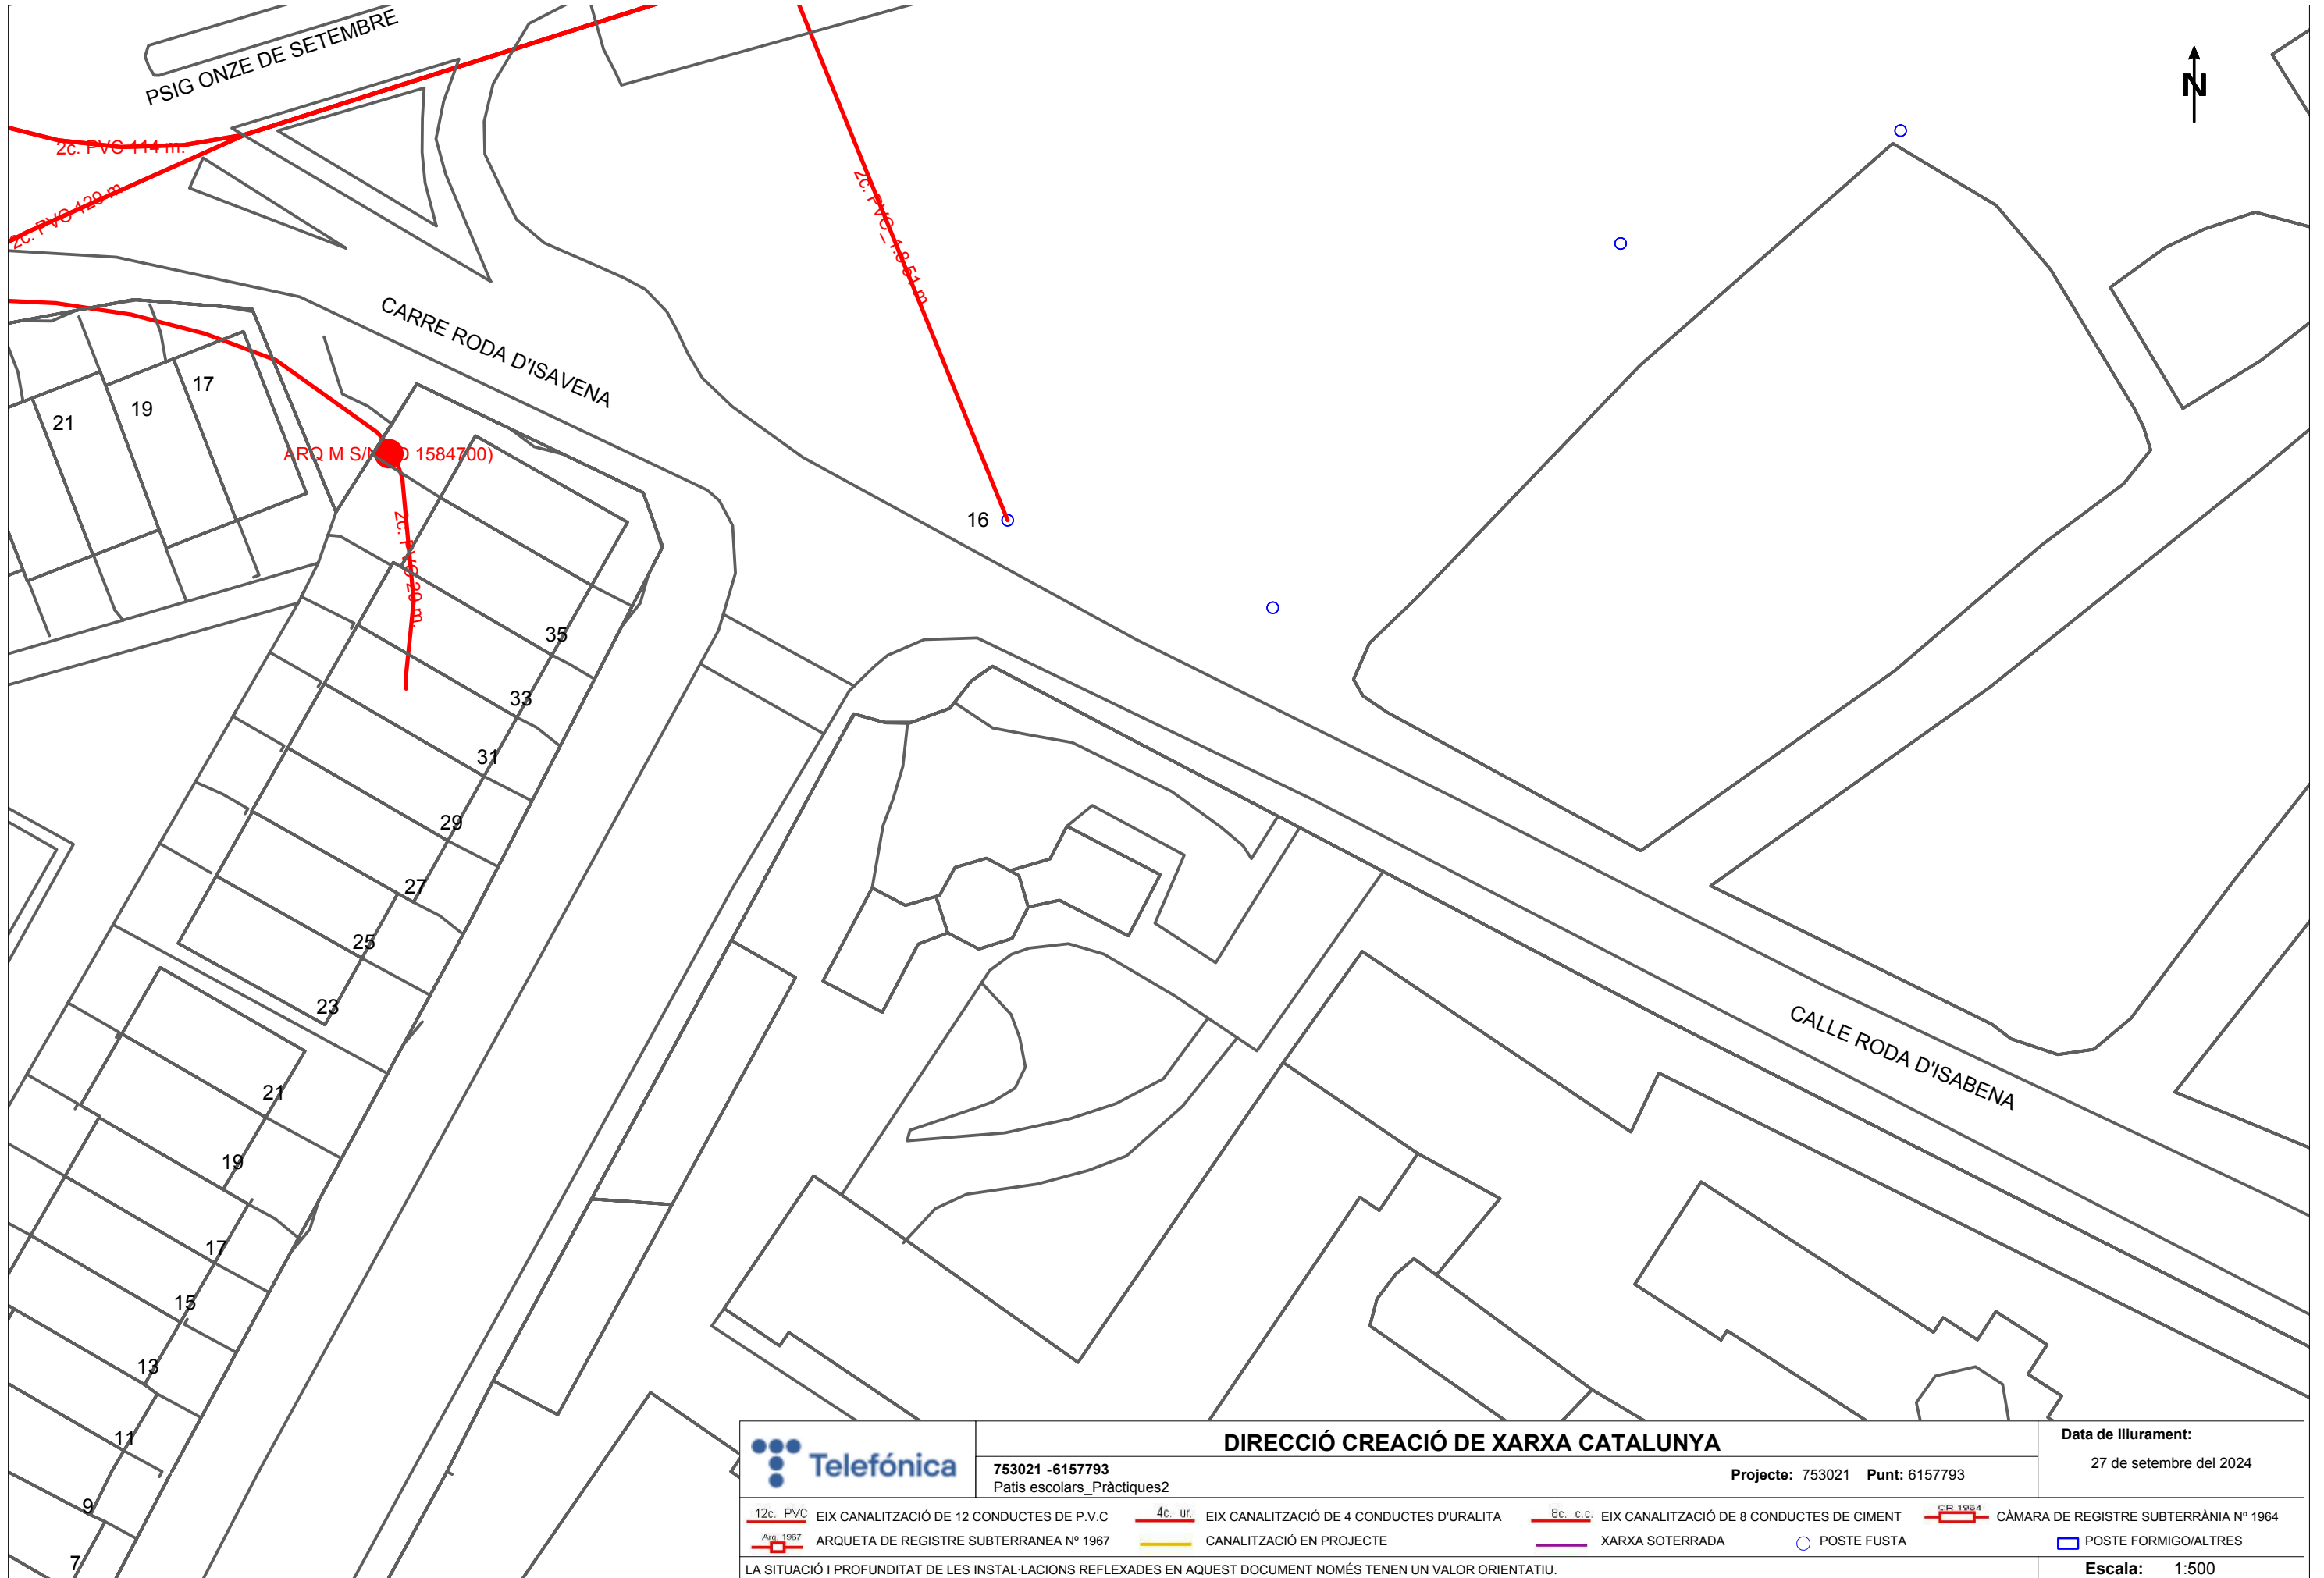 PSIG ONZE DE SETEMBRE
N
2c. PVC 114 m.
2c. PVC 129 m.
2c. PVC_1.8 51 m.
CARRE RODA D'ISAVENA
17
19
21
ARQ M S/N 1584700)
16
2c. PVC 20 m.
35
33
31
29
27
25
23
21
19
17
15
13
11
9
7
CALLE RODA D'ISABENA
Telefónica
DIRECCIÓ CREACIÓ DE XARXA CATALUNYA
753021 -6157793
Patis escolars_Pràctiques2
Projecte: 753021 Punt: 6157793
Data de lliurament:
27 de setembre del 2024
12c. PVC EIX CANALITZACIÓ DE 12 CONDUCTES DE P.V.C
4c. ur. EIX CANALITZACIÓ DE 4 CONDUCTES D'URALITA
8c. c.c. EIX CANALITZACIÓ DE 8 CONDUCTES DE CIMENT
C.R. 1964 CÀMARA DE REGISTRE SUBTERRÀNIA Nº 1964
Arq. 1967 ARQUETA DE REGISTRE SUBTERRANEA Nº 1967
CANALITZACIÓ EN PROJECTE
XARXA SOTERRADA
POSTE FUSTA
POSTE FORMIGO/ALTRES
LA SITUACIÓ I PROFUNDITAT DE LES INSTAL·LACIONS REFLEXADES EN AQUEST DOCUMENT NOMÉS TENEN UN VALOR ORIENTATIU.
Escala: 1:500